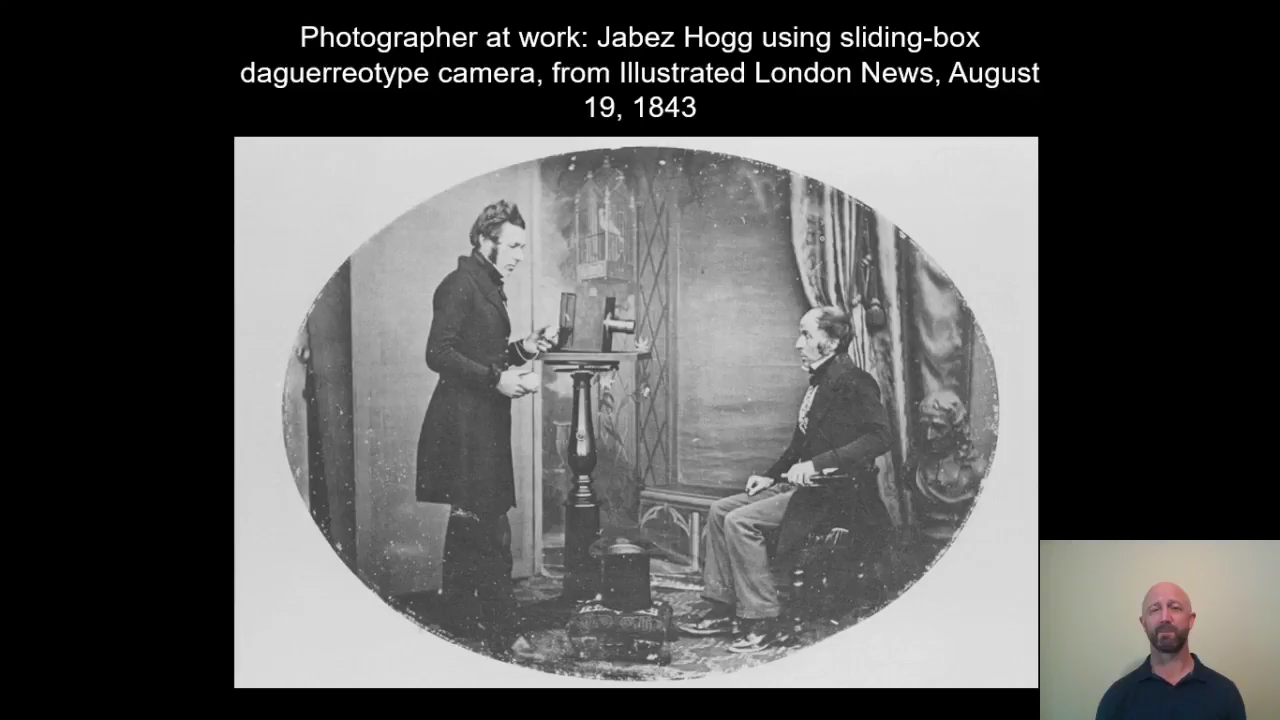 Photographer at work: Jabez Hogg using sliding-box
daguerreotype camera, from Illustrated London News, August
19, 1843